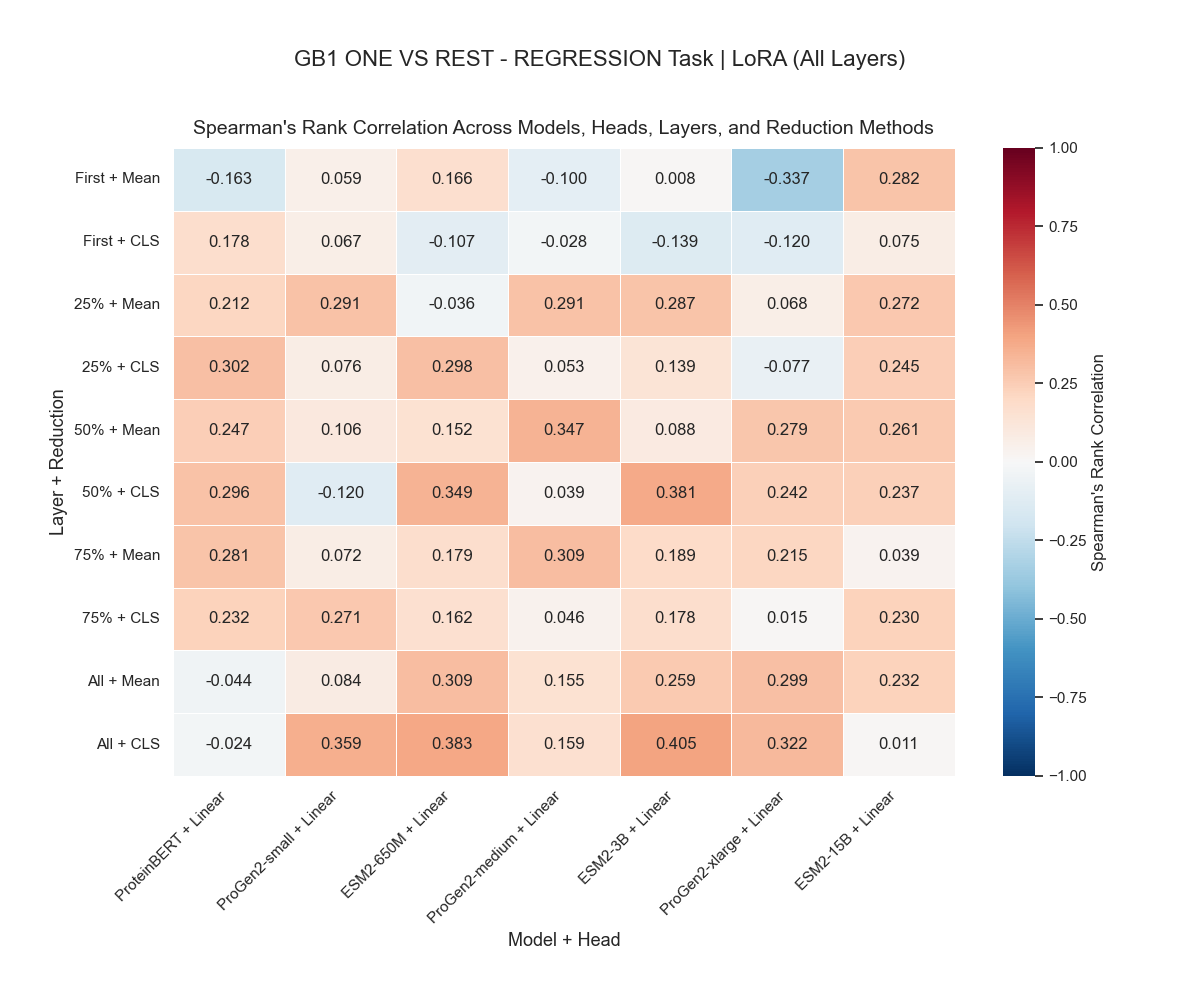 GB1 ONE VS REST - REGRESSION Task | LoRA (All Layers)
Spearman's Rank Correlation Across Models, Heads, Layers, and Reduction Methods
Layer + Reduction
First + Mean -0.163 0.059 0.166 -0.100 0.008 -0.337 0.282
First + CLS 0.178 0.067 -0.107 -0.028 -0.139 -0.120 0.075
25% + Mean 0.212 0.291 -0.036 0.291 0.287 0.068 0.272
25% + CLS 0.302 0.076 0.298 0.053 0.139 -0.077 0.245
50% + Mean 0.247 0.106 0.152 0.347 0.088 0.279 0.261
50% + CLS 0.296 -0.120 0.349 0.039 0.381 0.242 0.237
75% + Mean 0.281 0.072 0.179 0.309 0.189 0.215 0.039
75% + CLS 0.232 0.271 0.162 0.046 0.178 0.015 0.230
All + Mean -0.044 0.084 0.309 0.155 0.259 0.299 0.232
All + CLS -0.024 0.359 0.383 0.159 0.405 0.322 0.011
ProteinBERT + Linear
ProGen2-small + Linear
ESM2-650M + Linear
ProGen2-medium + Linear
ESM2-3B + Linear
ProGen2-xlarge + Linear
ESM2-15B + Linear
Model + Head
1.00
0.75
0.50
0.25
0.00
−0.25
−0.50
−0.75
−1.00
Spearman's Rank Correlation